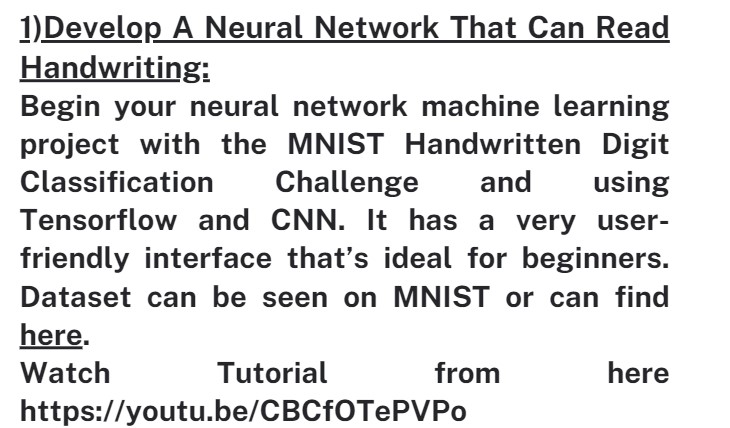 1)Develop A Neural Network That Can Read
Handwriting:
Begin your neural network machine learning
project with the MNIST Handwritten Digit
Classification Challenge and using
Tensorflow and CNN. It has a very user-
friendly interface that’s ideal for beginners.
Dataset can be seen on MNIST or can find
here.
Watch Tutorial from here
https://youtu.be/CBCfOTePVPo